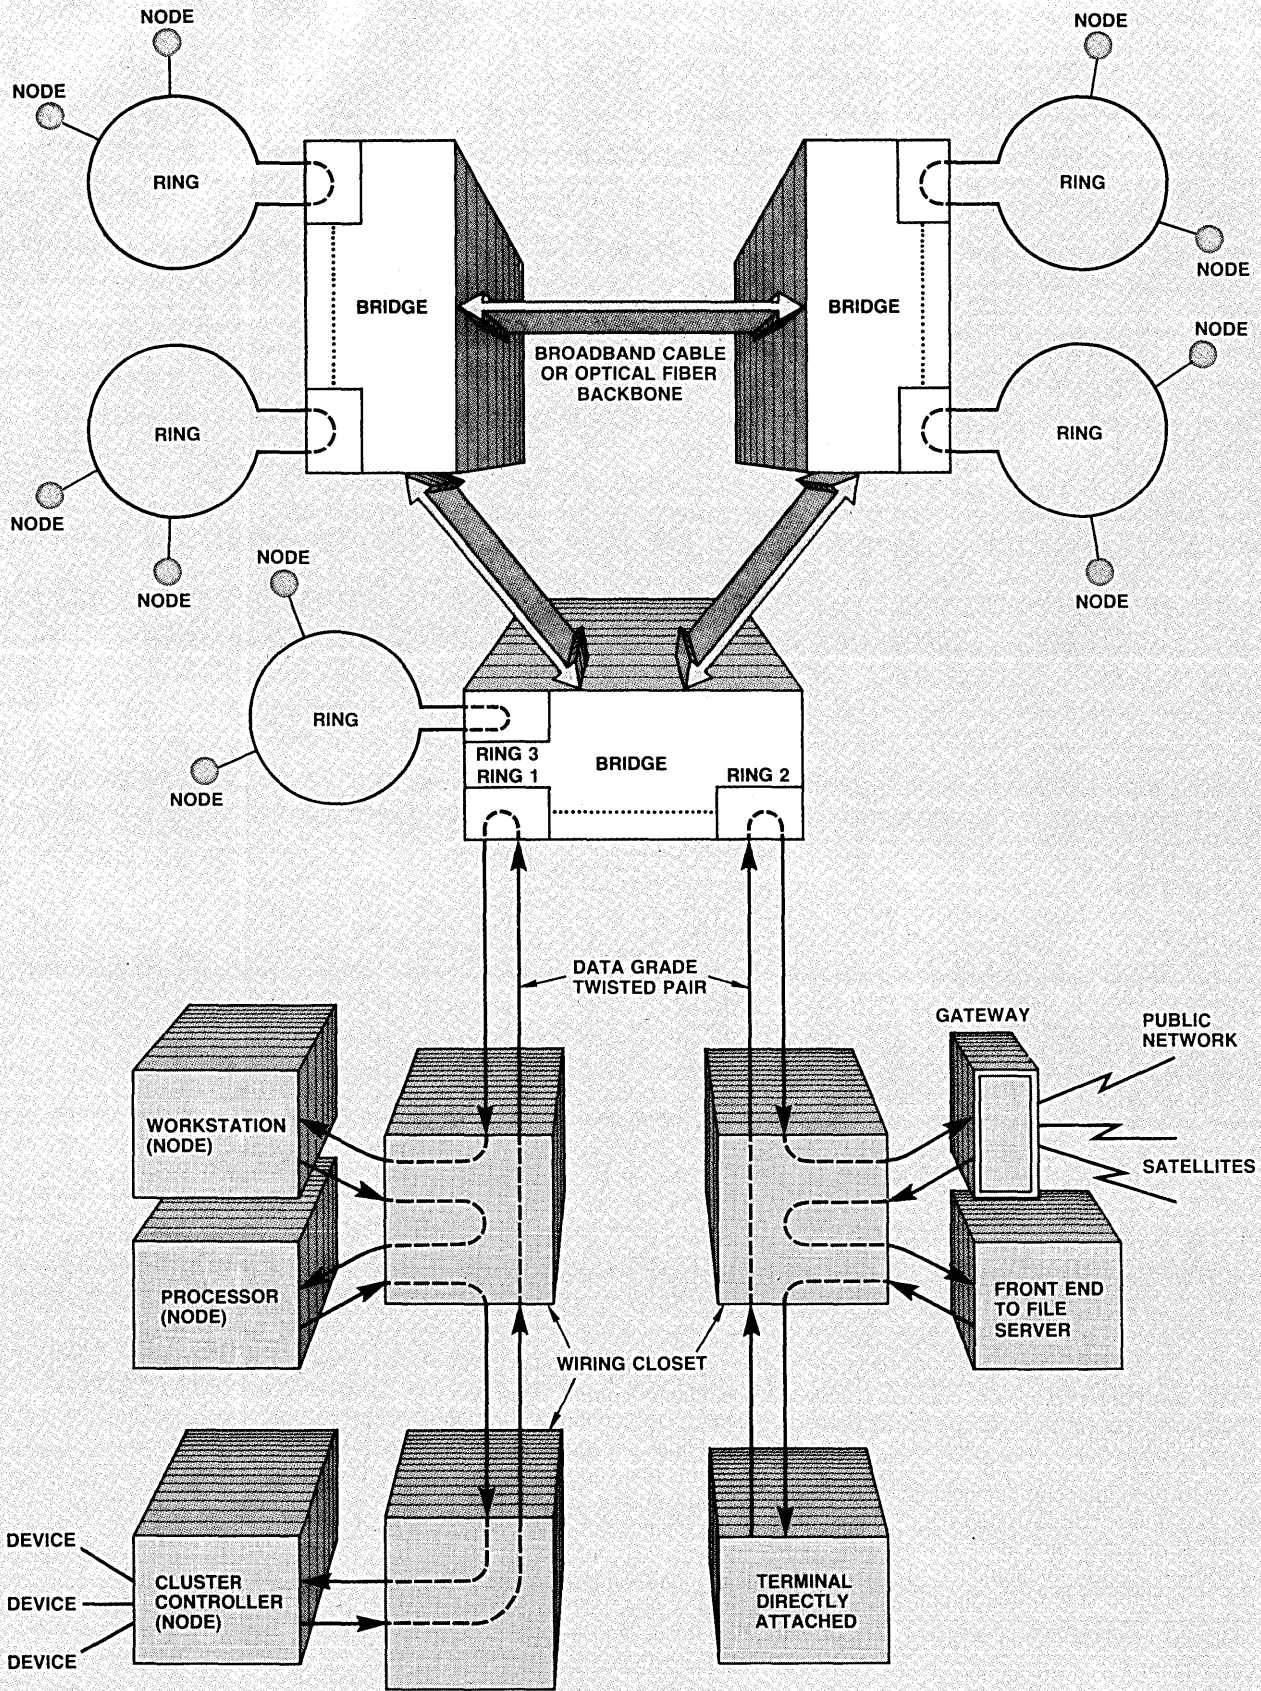 NODE
NODE
NODE
RING
RING
NODE
BRIDGE
BRIDGE
NODE
BROADBAND CABLE
OR OPTICAL FIBER
BACKBONE
RING
RING
NODE
NODE
NODE
NODE
NODE
RING
RING 3
RING 1
BRIDGE
RING 2
NODE
DATA GRADE
TWISTED PAIR
GATEWAY
PUBLIC
NETWORK
WORKSTATION
(NODE)
SATELLITES
PROCESSOR
(NODE)
FRONT END
TO FILE
SERVER
WIRING CLOSET
DEVICE
DEVICE
DEVICE
CLUSTER
CONTROLLER
(NODE)
TERMINAL
DIRECTLY
ATTACHED